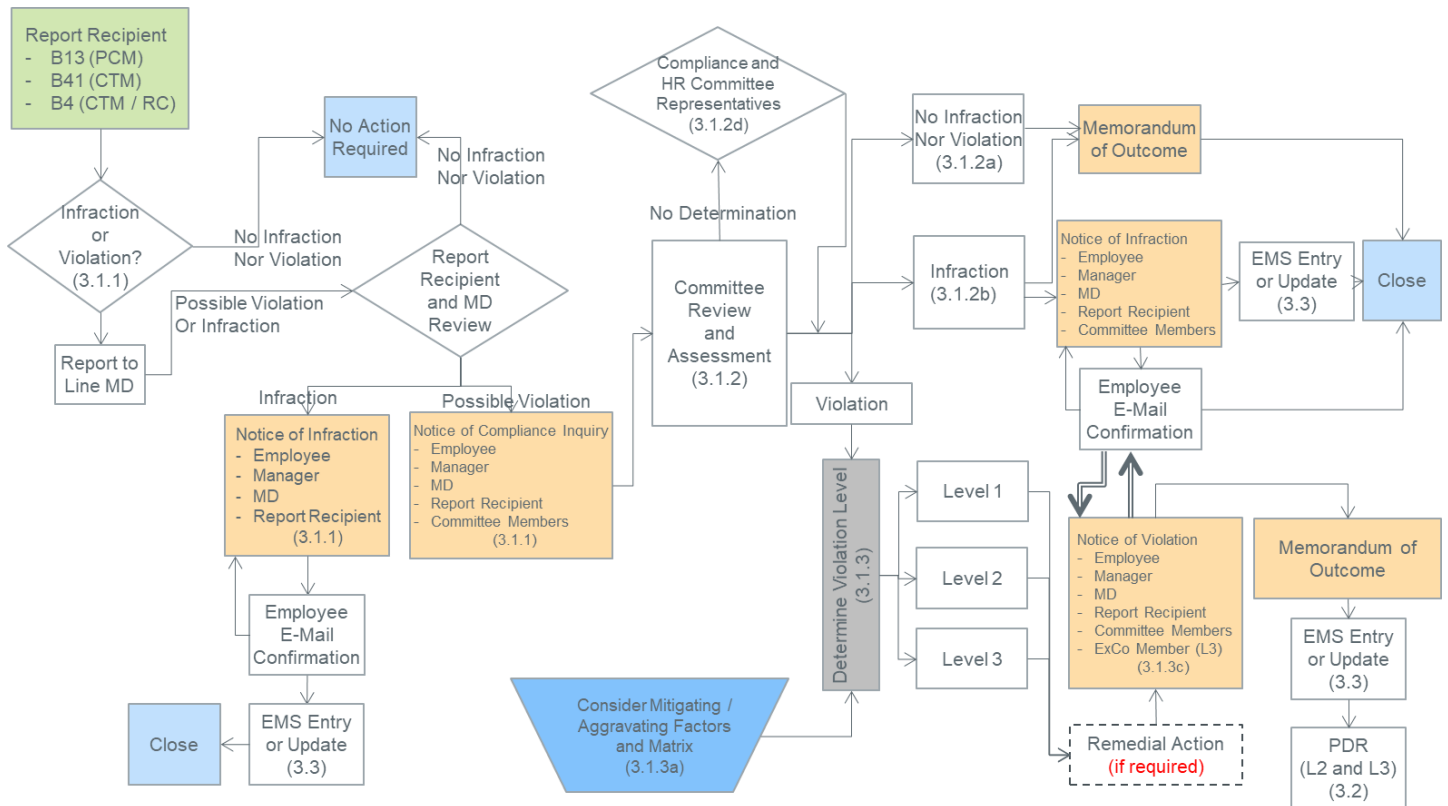 Report Recipient
- B13 (PCM)
- B41 (CTM)
- B4 (CTM / RC)
Infraction
or
Violation?
(3.1.1)
No Infraction
Nor Violation
No Action
Required
No Infraction
Nor Violation
Report to
Line MD
Possible Violation
Or Infraction
Report
Recipient
and MD
Review
Infraction
Possible Violation
Notice of Infraction
- Employee
- Manager
- MD
- Report Recipient
(3.1.1)
Notice of Compliance Inquiry
- Employee
- Manager
- MD
- Report Recipient
- Committee Members
(3.1.1)
Employee
E-Mail
Confirmation
EMS Entry
or Update
(3.3)
Close
Compliance and
HR Committee
Representatives
(3.1.2d)
No Determination
Committee
Review
and
Assessment
(3.1.2)
No Infraction
Nor Violation
(3.1.2a)
Memorandum
of Outcome
Infraction
(3.1.2b)
Notice of Infraction
- Employee
- Manager
- MD
- Report Recipient
- Committee Members
EMS Entry
or Update
(3.3)
Close
Employee
E-Mail
Confirmation
Violation
Determine Violation Level
(3.1.3)
Consider Mitigating /
Aggravating Factors
and Matrix
(3.1.3a)
Level 1
Level 2
Level 3
Notice of Violation
- Employee
- Manager
- MD
- Report Recipient
- Committee Members
- ExCo Member (L3)
(3.1.3c)
Remedial Action
(if required)
Memorandum of
Outcome
EMS Entry
or Update
(3.3)
PDR
(L2 and L3)
(3.2)